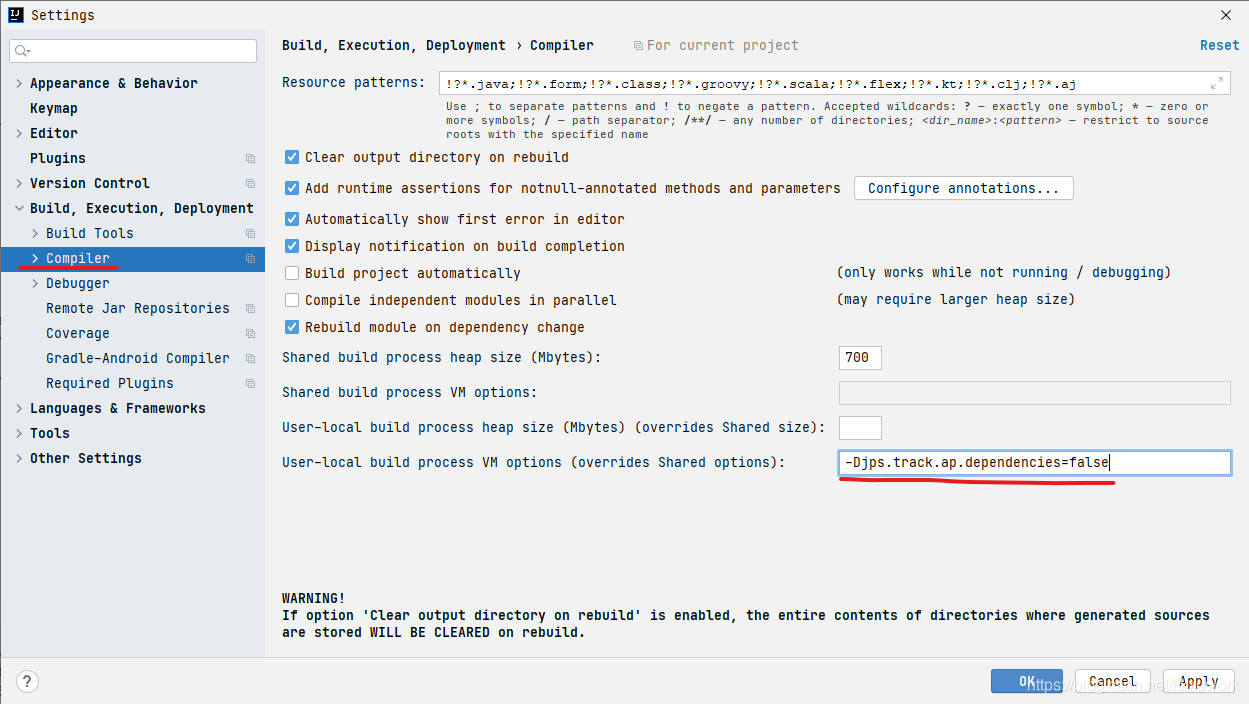 Settings
Build, Execution, Deployment › Compiler
For current project
Reset
Appearance & Behavior
Keymap
Editor
Plugins
Version Control
Build, Execution, Deployment
Build Tools
Compiler
Debugger
Remote Jar Repositories
Coverage
Gradle-Android Compiler
Required Plugins
Languages & Frameworks
Tools
Other Settings
Resource patterns: !?*.java;!?*.form;!?*.class;!?*.groovy;!?*.scala;!?*.flex;!?*.kt;!?*.clj;!?*.aj
Use ; to separate patterns and ! to negate a pattern. Accepted wildcards: ? — exactly one symbol; * — zero or
more symbols; / — path separator; /**/ — any number of directories; <dir_name>:<pattern> — restrict to source
roots with the specified name
Clear output directory on rebuild
Add runtime assertions for notnull-annotated methods and parameters Configure annotations...
Automatically show first error in editor
Display notification on build completion
Build project automatically (only works while not running / debugging)
Compile independent modules in parallel (may require larger heap size)
Rebuild module on dependency change
Shared build process heap size (Mbytes): 700
Shared build process VM options:
User-local build process heap size (Mbytes) (overrides Shared size):
User-local build process VM options (overrides Shared options): -Djps.track.ap.dependencies=false
WARNING!
If option 'Clear output directory on rebuild' is enabled, the entire contents of directories where generated sources
are stored WILL BE CLEARED on rebuild.
?
OK
Cancel
Apply